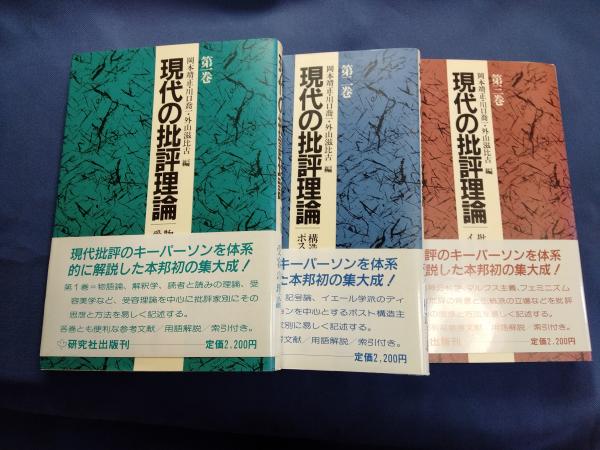 第一巻
岡本靖正・川口喬一・外山滋比古 編
現代の批評理論
現代批評のキーパーソンを体系
的に解説した本邦初の集大成!
第1巻=物語論、解釈学、読者と読みの理論、受
容美学など、受容理論を中心に批評家別にその
思想と方法を易しく記述する。
各巻とも便利な参考文献/用語解説/索引付き。
研究社出版刊
定価2,200円
第二巻
岡本靖正・川口喬一・外山滋比古 編
現代の批評理論
構造
ポス
のキーパーソンを体系
した本邦初の集大成!
記号論、イエール学派のディ
ョンを中心とするポスト構造主
家別に易しく記述する。
考文献/用語解説/索引付き。
定価2,200円
第三巻
岡本靖正・川口喬一・外山滋比古 編
現代の批評理論
評のキーパーソンを体系
説した本邦初の集大成!
マルクス主義、フェミニズム
思想と方法を易しく記述する。
用語解説/索引付き。
出版刊
定価2,200円